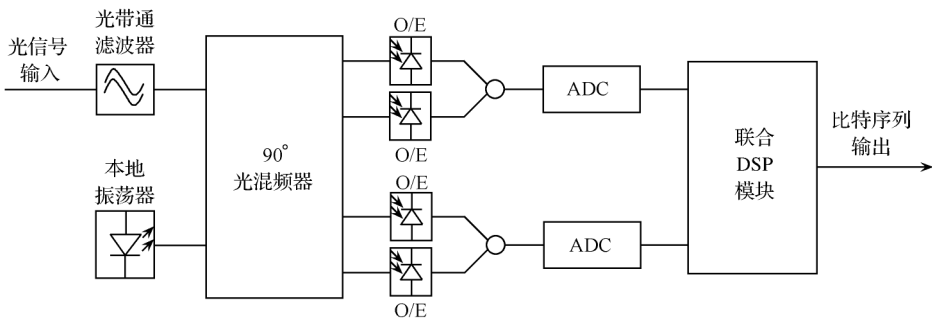 光信号
输入
光带通
滤波器
本地
振荡器
90°
光混频器
O/E
O/E
O/E
O/E
ADC
ADC
联合
DSP
模块
比特序列
输出